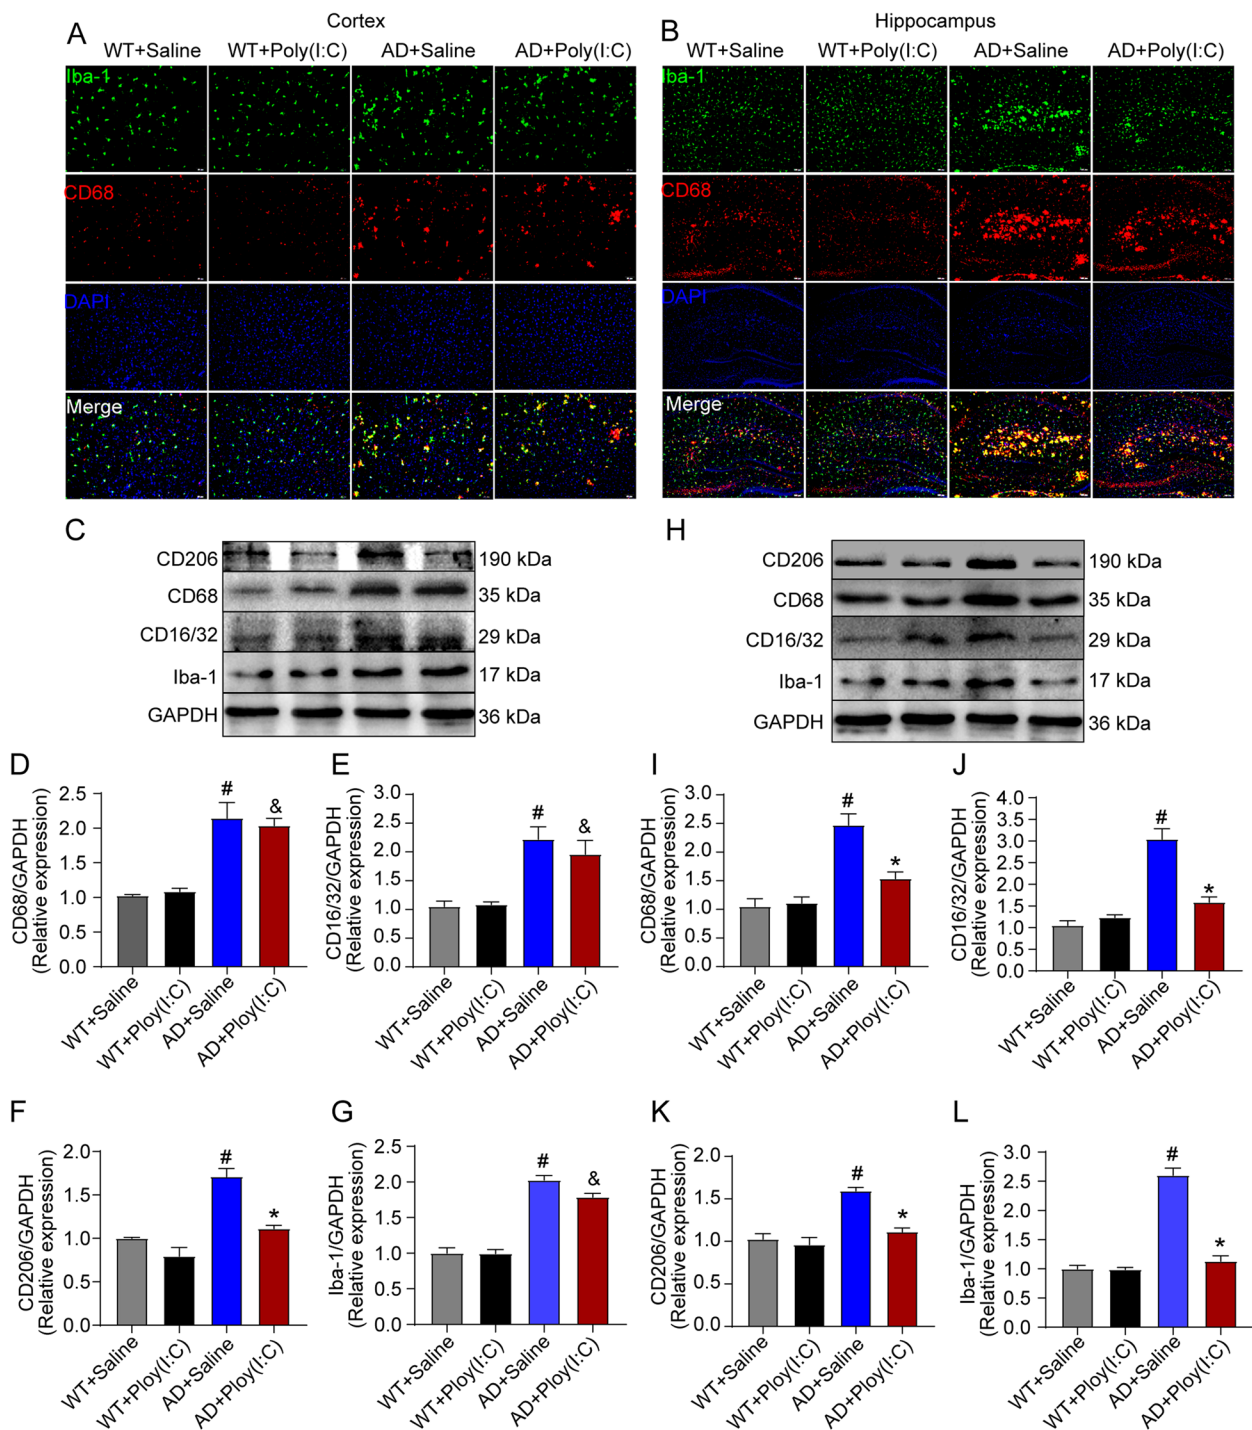 Cortex
A
WT+Saline WT+Poly(I:C) AD+Saline AD+Poly(I:C)
Iba-1
CD68
DAPI
Merge
Hippocampus
B
WT+Saline WT+Poly(I:C) AD+Saline AD+Poly(I:C)
Iba-1
CD68
DAPI
Merge
C
CD206 190 kDa
CD68 35 kDa
CD16/32 29 kDa
Iba-1 17 kDa
GAPDH 36 kDa
H
CD206 190 kDa
CD68 35 kDa
CD16/32 29 kDa
Iba-1 17 kDa
GAPDH 36 kDa
D
CD68/GAPDH
(Relative expression)
2.5
2.0
1.5
1.0
0.5
0.0
#
&
WT+Saline
WT+Ploy(I:C)
AD+Saline
AD+Ploy(I:C)
E
CD16/32/GAPDH
(Relative expression)
3.0
2.5
2.0
1.5
1.0
0.5
0.0
#
&
WT+Saline
WT+Ploy(I:C)
AD+Saline
AD+Ploy(I:C)
I
CD68/GAPDH
(Relative expression)
3.0
2.5
2.0
1.5
1.0
0.5
0.0
#
*
WT+Saline
WT+Ploy(I:C)
AD+Saline
AD+Ploy(I:C)
J
CD16/32/GAPDH
(Relative expression)
4.0
3.5
3.0
2.5
1.5
1.0
0.5
0.0
#
*
WT+Saline
WT+Ploy(I:C)
AD+Saline
AD+Ploy(I:C)
F
CD206/GAPDH
(Relative expression)
2.0
1.5
1.0
0.5
0.0
#
*
WT+Saline
WT+Ploy(I:C)
AD+Saline
AD+Ploy(I:C)
G
Iba-1/GAPDH
(Relative expression)
2.5
2.0
1.5
1.0
0.5
0.0
#
&
WT+Saline
WT+Ploy(I:C)
AD+Saline
AD+Ploy(I:C)
K
CD206/GAPDH
(Relative expression)
2.0
1.5
1.0
0.5
0.0
#
*
WT+Saline
WT+Ploy(I:C)
AD+Saline
AD+Ploy(I:C)
L
Iba-1/GAPDH
(Relative expression)
3.0
2.5
2.0
1.5
1.0
0.5
0.0
#
*
WT+Saline
WT+Ploy(I:C)
AD+Saline
AD+Ploy(I:C)